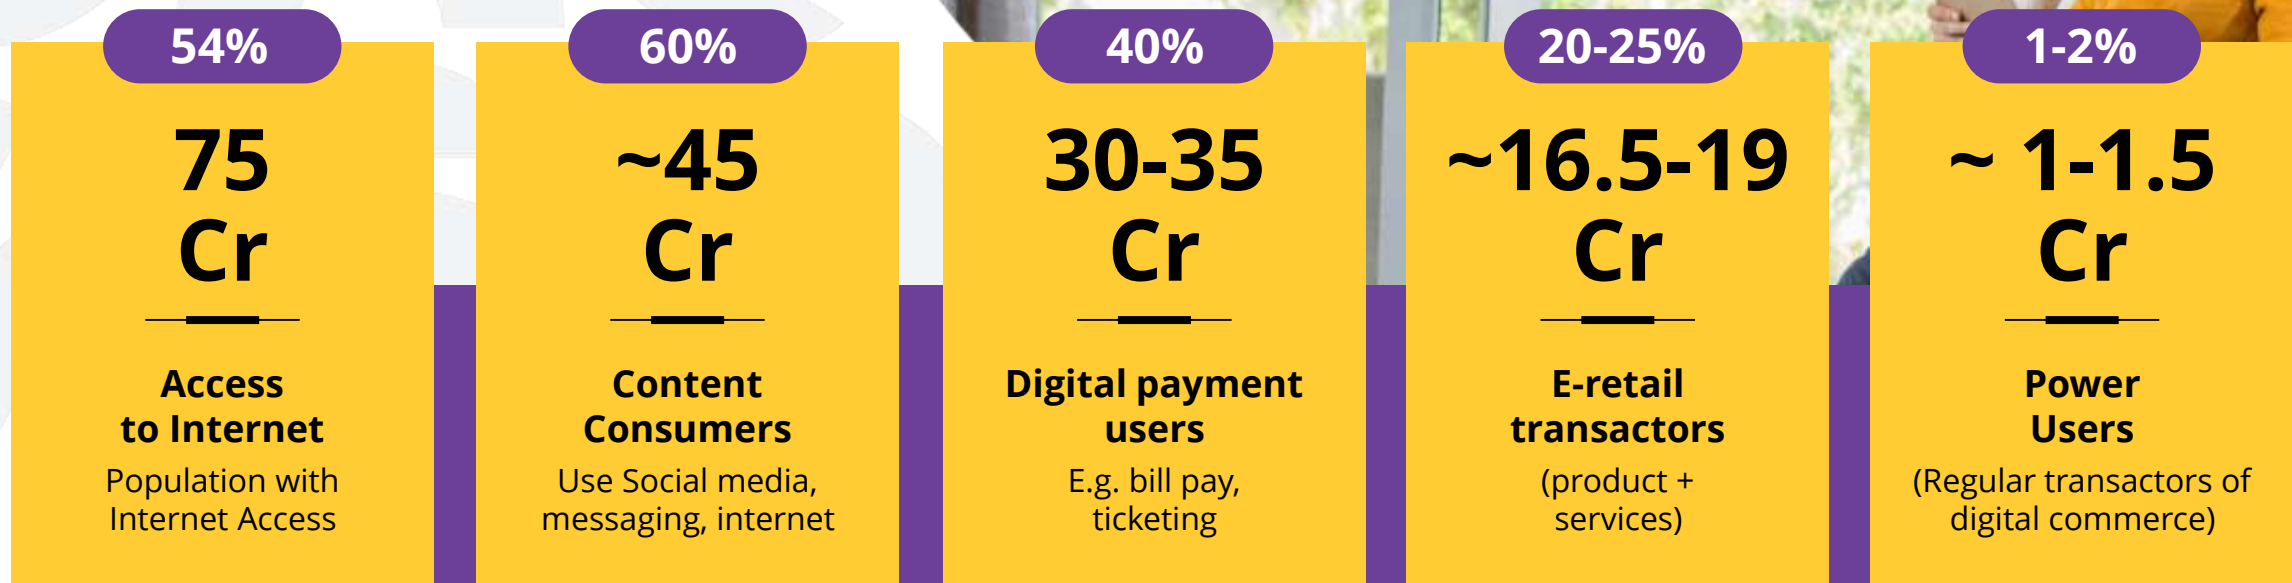 54%
75
Cr
Access
to Internet
Population with
Internet Access
60%
~45
Cr
Content
Consumers
Use Social media,
messaging, internet
40%
30-35
Cr
Digital payment
users
E.g. bill pay,
ticketing
20-25%
~16.5-19
Cr
E-retail
transactors
(product +
services)
1-2%
~ 1-1.5
Cr
Power
Users
(Regular transactors of
digital commerce)